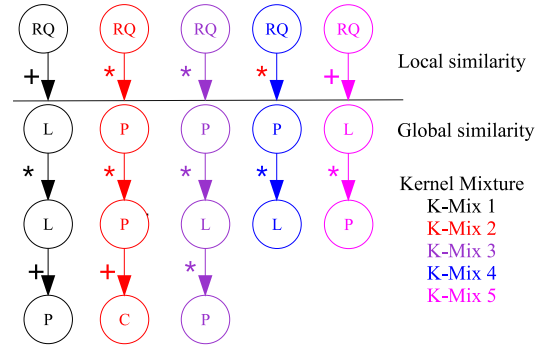 RQ RQ RQ RQ RQ
+ * * * +
Local similarity
L P P P L
Global similarity
* * * * *
L P L L P
+ + *
P C P
Kernel Mixture
K-Mix 1
K-Mix 2
K-Mix 3
K-Mix 4
K-Mix 5